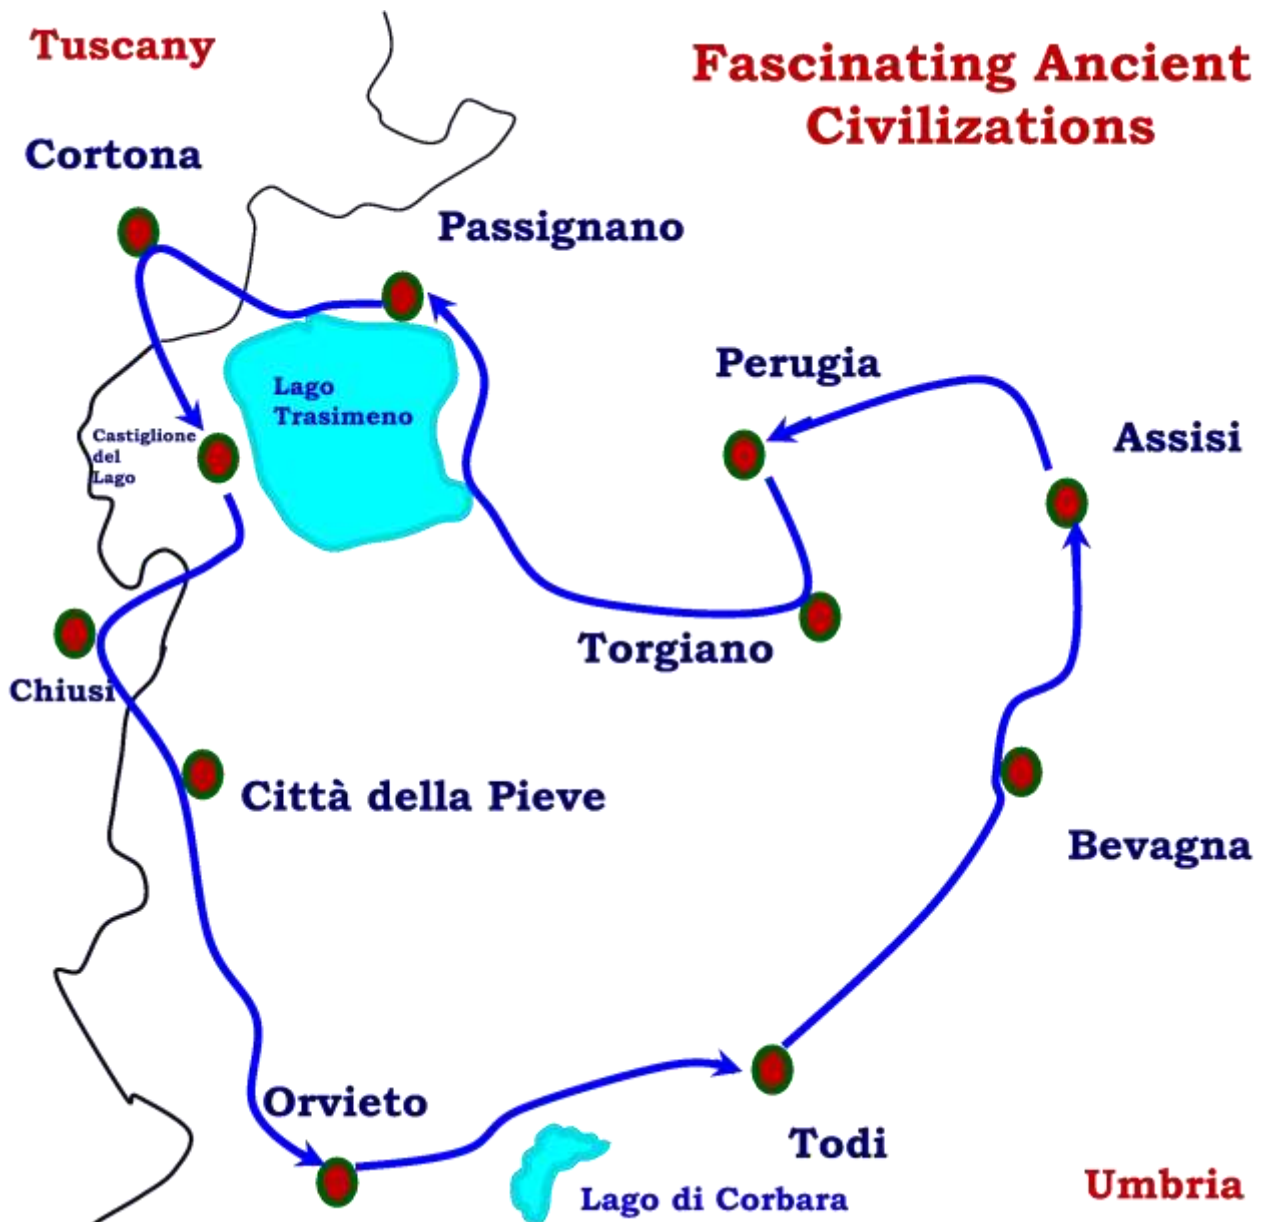 Tuscany
Fascinating Ancient
Civilizations
Cortona
Passignano
Perugia
Lago
Trasimeno
Assisi
Castiglione
del
Lago
Torgiano
Chiusi
Città della Pieve
Bevagna
Orvieto
Todi
Lago di Corbara
Umbria